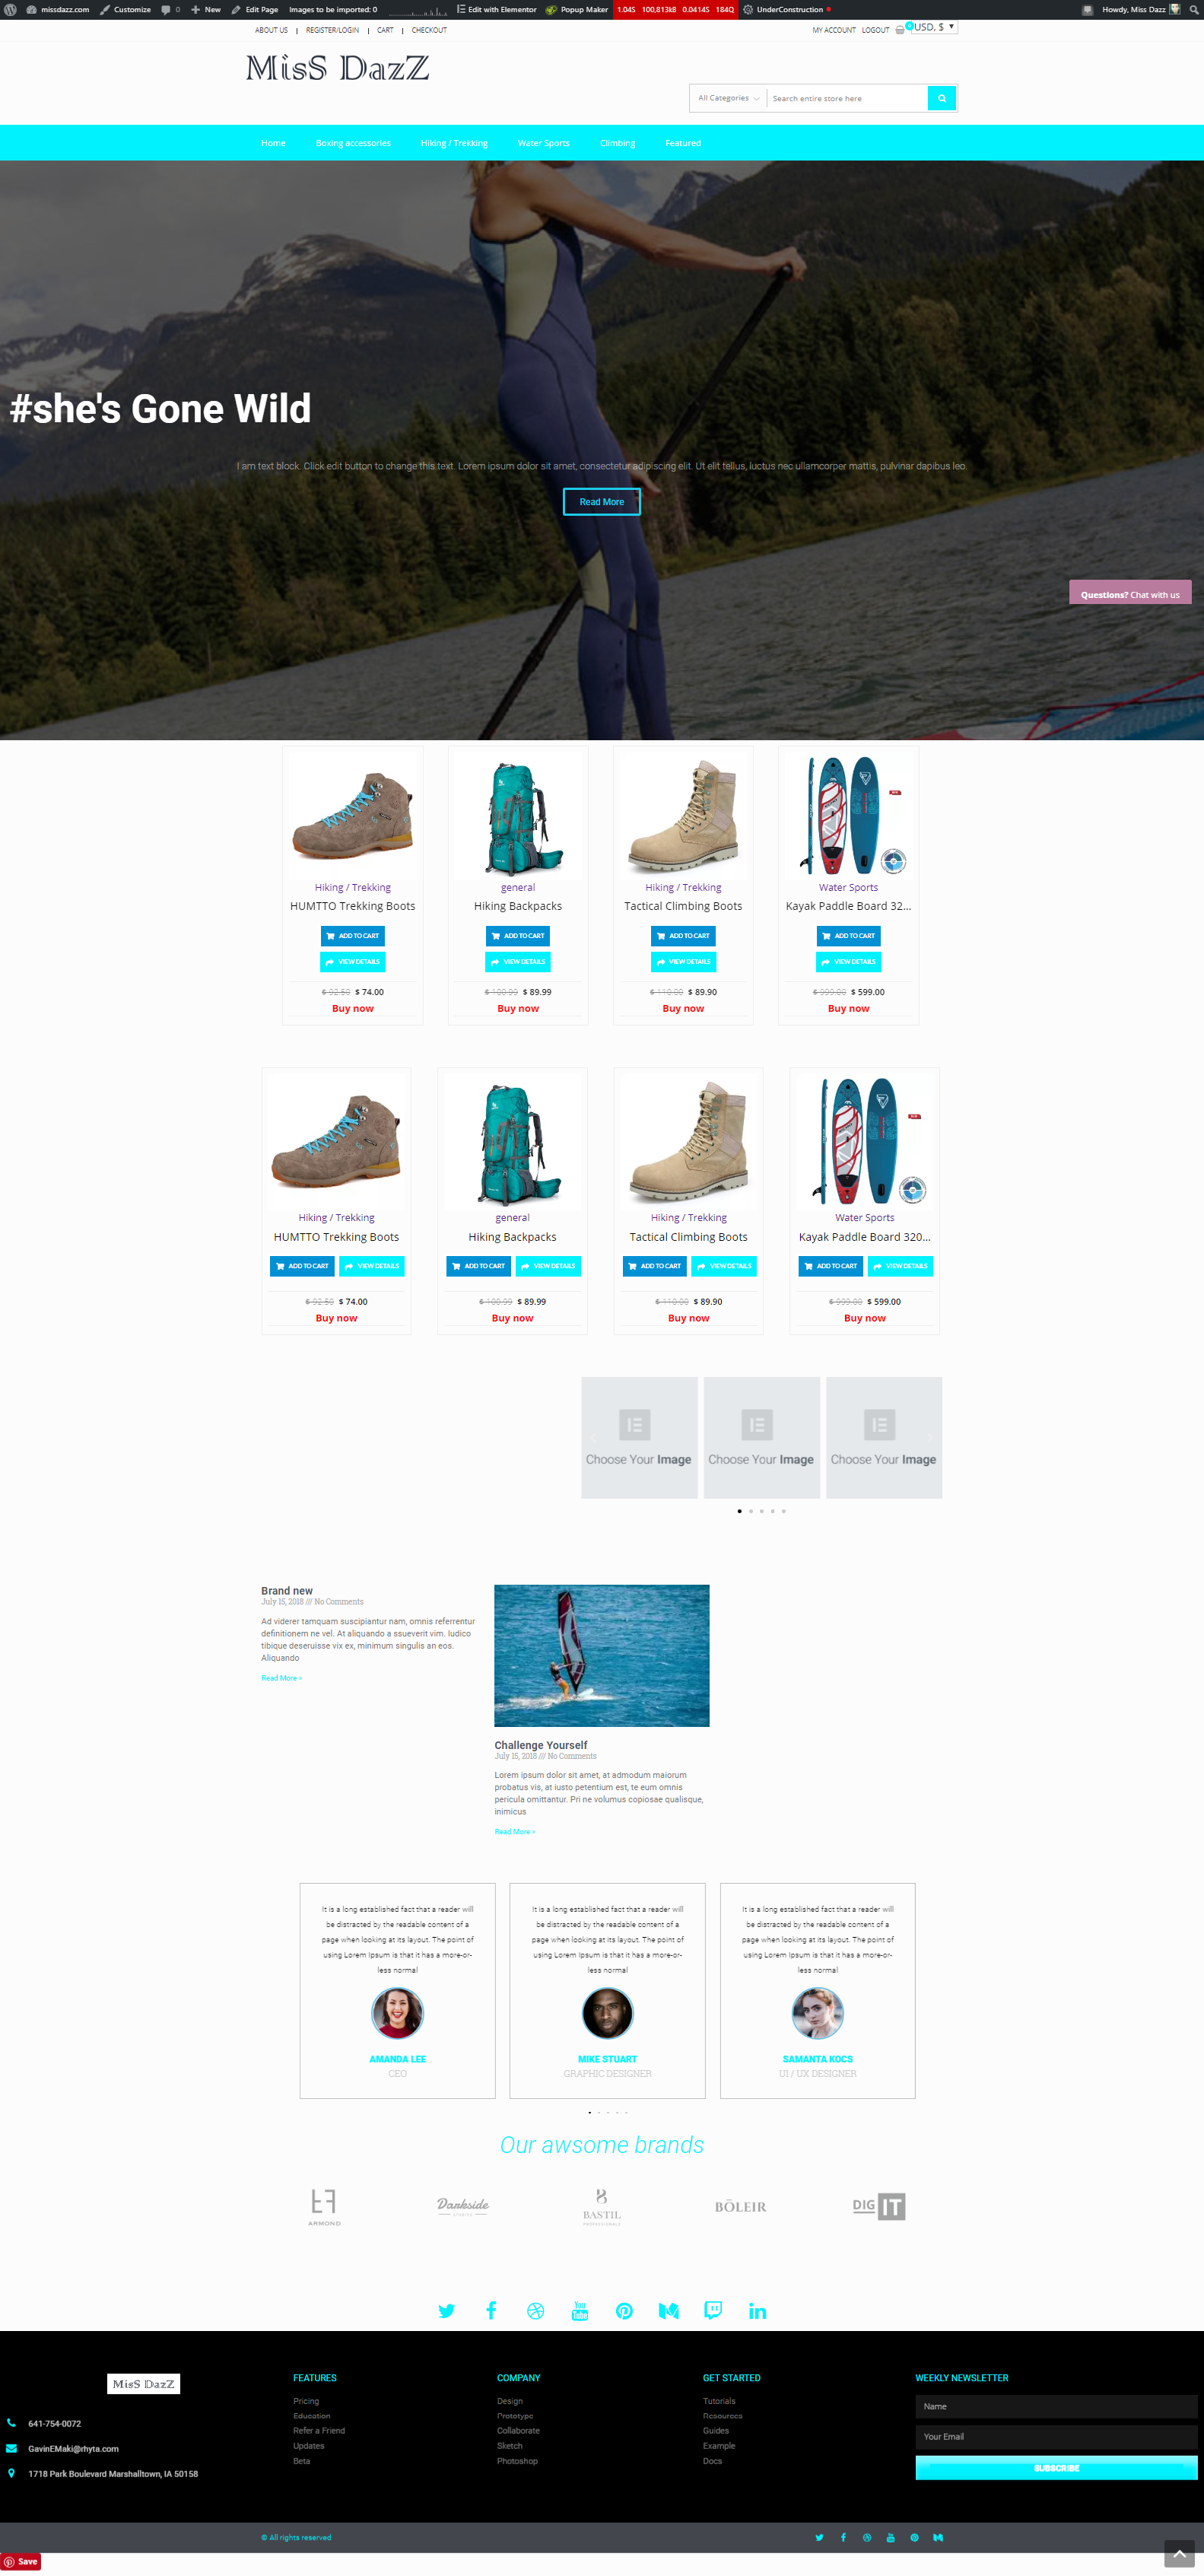 missdazz.com Customize 0 New Edit Page Images to be imported: 0 Edit with Elementor Popup Maker 1.04S 100,813kB 0.0414S 184Q UnderConstruction Howdy, Miss Dazz
ABOUT US | REGISTER/LOGIN | CART | CHECKOUT MY ACCOUNT LOGOUT USD, $
MisS DazZ
All Categories Search entire store here
Home Boxing accessories Hiking / Trekking Water Sports Climbing Featured
#she's Gone Wild
I am text block. Click edit button to change this text. Lorem ipsum dolor sit amet, consectetur adipiscing elit. Ut elit tellus, luctus nec ullamcorper mattis, pulvinar dapibus leo.
Read More
Questions? Chat with us
Hiking / Trekking general Hiking / Trekking Water Sports
HUMTTO Trekking Boots Hiking Backpacks Tactical Climbing Boots Kayak Paddle Board 32...
ADD TO CART ADD TO CART ADD TO CART ADD TO CART
VIEW DETAILS VIEW DETAILS VIEW DETAILS VIEW DETAILS
$ 92.50 $ 74.00 $ 100.99 $ 89.99 $ 110.00 $ 89.90 $ 999.00 $ 599.00
Buy now Buy now Buy now Buy now
Hiking / Trekking general Hiking / Trekking Water Sports
HUMTTO Trekking Boots Hiking Backpacks Tactical Climbing Boots Kayak Paddle Board 320...
ADD TO CART VIEW DETAILS ADD TO CART VIEW DETAILS ADD TO CART VIEW DETAILS ADD TO CART VIEW DETAILS
$ 92.50 $ 74.00 $ 100.99 $ 89.99 $ 110.00 $ 89.90 $ 999.00 $ 599.00
Buy now Buy now Buy now Buy now
Choose Your Image Choose Your Image Choose Your Image
Brand new
July 15, 2018 /// No Comments
Ad viderer tamquam suscipiantur nam, omnis referrentur
definitionem ne vel. At aliquando a ssueverit vim. Iudico
tibique deseruisse vix ex, minimum singulis an eos.
Aliquando
Read More »
Challenge Yourself
July 15, 2018 /// No Comments
Lorem ipsum dolor sit amet, at admodum maiorum
probatus vis, at iusto petentium est, te eum omnis
pericula omittantur. Pri ne volumus copiosae qualisque,
inimicus
Read More »
It is a long established fact that a reader will
be distracted by the readable content of a
page when looking at its layout. The point of
using Lorem Ipsum is that it has a more-or-
less normal
AMANDA LEE
CEO
It is a long established fact that a reader will
be distracted by the readable content of a
page when looking at its layout. The point of
using Lorem Ipsum is that it has a more-or-
less normal
MIKE STUART
GRAPHIC DESIGNER
It is a long established fact that a reader will
be distracted by the readable content of a
page when looking at its layout. The point of
using Lorem Ipsum is that it has a more-or-
less normal
SAMANTA KOCS
UI / UX DESIGNER
Our awsome brands
ARMOND
Darkside
STUDIOS
BASTIL
BÖLEIR
DIG IT
You
Tube
MisS DazZ
641-754-0072
GavinEMaki@rhyta.com
1718 Park Boulevard Marshalltown, IA 50158
FEATURES
Pricing
Education
Refer a Friend
Updates
Beta
COMPANY
Design
Prototype
Collaborate
Sketch
Photoshop
GET STARTED
Tutorials
Resources
Guides
Example
Docs
WEEKLY NEWSLETTER
Name
Your Email
SUBSCRIBE
© All rights reserved
Save